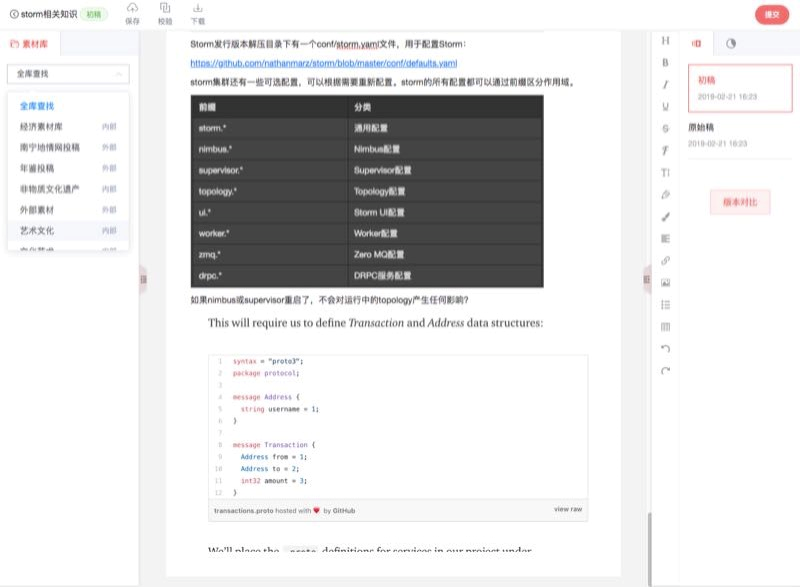 storm相关知识 初稿
保存 校验 下载
提交
素材库
全库查找
全库查找
经济素材库 内部
南宁地情网投稿 外部
年鉴投稿 外部
非物质文化遗产 内部
外部素材 外部
艺术文化 内部
Storm发行版本解压目录下有一个conf/storm.yaml文件，用于配置Storm：
https://github.com/nathanmarz/storm/blob/master/conf/defaults.yaml
storm集群还有一些可选配置，可以根据需要重新配置。storm的所有配置都可以通过前缀区分作用域。
前缀 分类
storm.* 通用配置
nimbus.* Nimbus配置
supervisor.* Supervisor配置
topology.* Topology配置
ui.* Storm UI配置
worker.* Worker配置
zmq.* Zero MQ配置
drpc.* DRPC服务配置
如果nimbus或supervisor重启了，不会对运行中的topology产生任何影响?
This will require us to define Transaction and Address data structures:
1 syntax = "proto3";
2 package protocol;
3
4 message Address {
5 string username = 1;
6 }
7
8 message Transaction {
9 Address from = 1;
10 Address to = 2;
11 int32 amount = 3;
12 }
transactions.proto hosted with ❤ by GitHub view raw
We'll place the proto definitions for services in our project under
H
B
I
U
S
TI
初稿
2019-02-21 16:23
原始稿
2019-02-21 16:23
版本对比